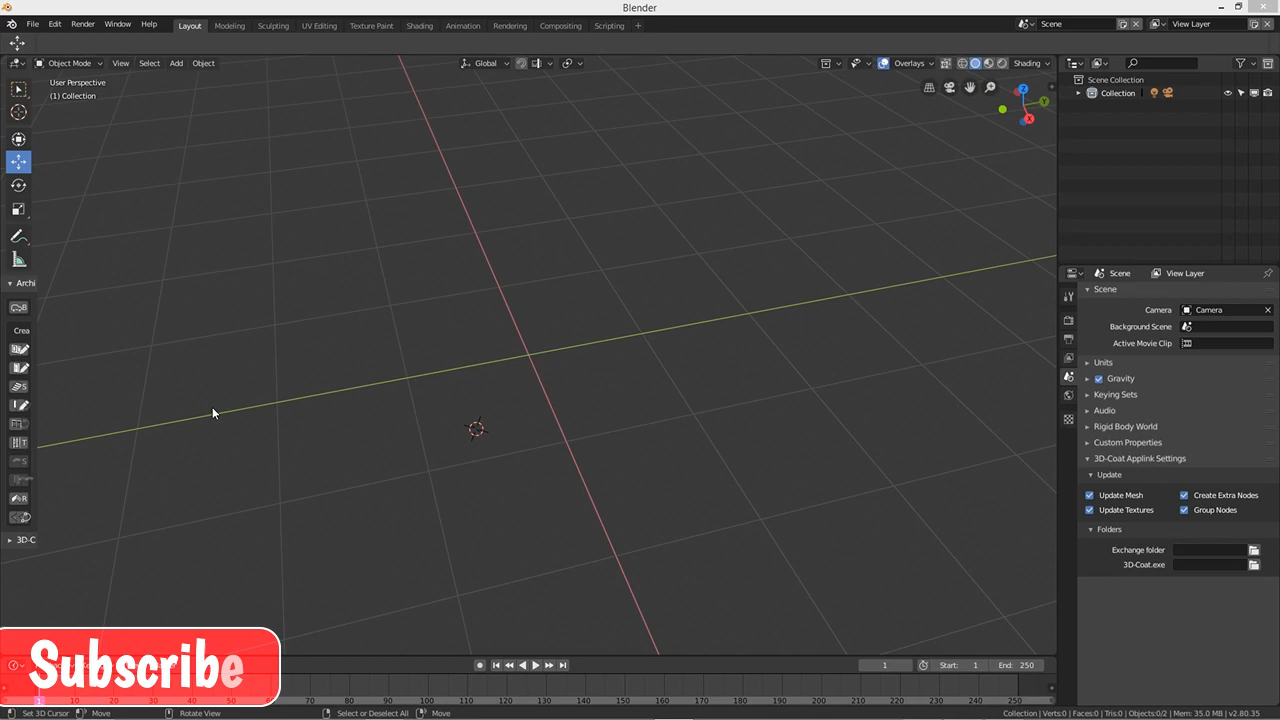 Blender
File Edit Render Window Help
Layout Modeling Sculpting UV Editing Texture Paint Shading Animation Rendering Compositing Scripting +
Scene
View Layer
Object Mode View Select Add Object
Global
Overlays
Shading
User Perspective
(1) Collection
Z
Y
X
Archi
Crea
3D-C
Scene Collection
Collection
Scene View Layer
Scene
Camera Camera
Background Scene
Active Movie Clip
Units
Gravity
Keying Sets
Audio
Rigid Body World
Custom Properties
3D-Coat Applink Settings
Update
Update Mesh Create Extra Nodes
Update Textures Group Nodes
Folders
Exchange folder
3D-Coat.exe
Subscribe
1 Start: 1 End: 250
1 10 20 30 40 50 60 70 80 90 100 110 120 130 140 150 160 170 180 190 200 210 220 230 240 250
Set 3D Cursor Move Rotate View Select or Deselect All Move
Collection | Verts:0 | Faces:0 | Tris:0 | Objects:0/2 | Mem: 35.0 MB | v2.80.35